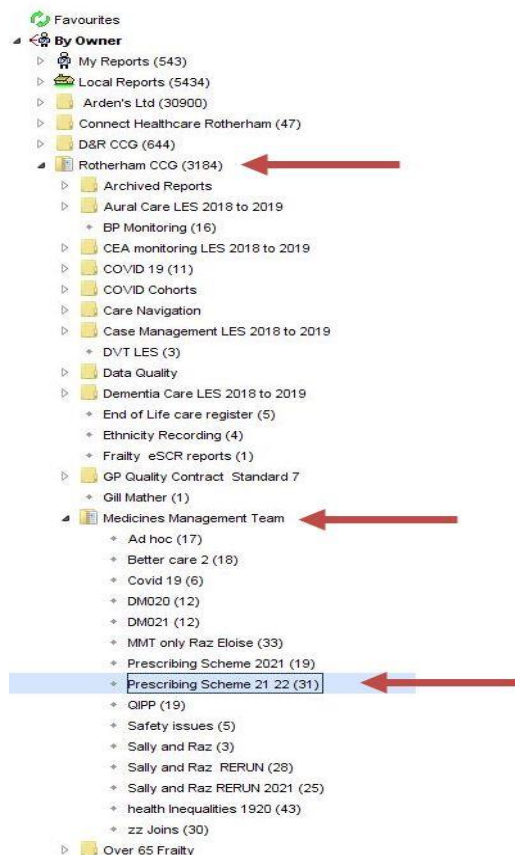 Favourites
By Owner
My Reports (543)
Local Reports (5434)
Arden's Ltd (30900)
Connect Healthcare Rotherham (47)
D&R CCG (644)
Rotherham CCG (3184)
Archived Reports
Aural Care LES 2018 to 2019
BP Monitoring (16)
CEA monitoring LES 2018 to 2019
COVID 19 (11)
COVID Cohorts
Care Navigation
Case Management LES 2018 to 2019
DVT LES (3)
Data Quality
Dementia Care LES 2018 to 2019
End of Life care register (5)
Ethnicity Recording (4)
Frailty eSCR reports (1)
GP Quality Contract Standard 7
Gill Mather (1)
Medicines Management Team
Ad hoc (17)
Better care 2 (18)
Covid 19 (6)
DM020 (12)
DM021 (12)
MMT only Raz Eloise (33)
Prescribing Scheme 2021 (19)
Prescribing Scheme 21 22 (31)
QIPP (19)
Safety issues (5)
Sally and Raz (3)
Sally and Raz RERUN (28)
Sally and Raz RERUN 2021 (25)
health Inequalities 1920 (43)
zz Joins (30)
Over 65 Frailty